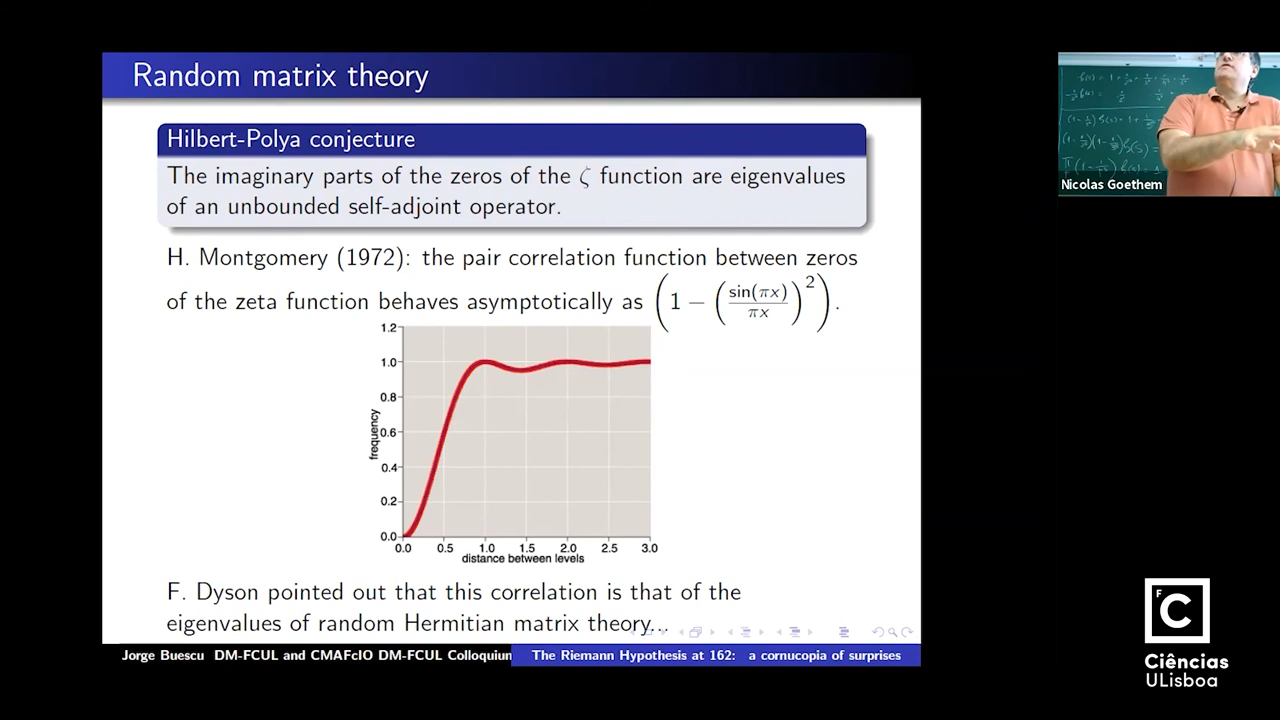 Random matrix theory
Hilbert-Polya conjecture
The imaginary parts of the zeros of the ζ function are eigenvalues
of an unbounded self-adjoint operator.
H. Montgomery (1972): the pair correlation function between zeros
of the zeta function behaves asymptotically as (1 − (sin(πx)/πx)²).
1.2
1.0
0.8
0.6
0.4
0.2
0.0
frequency
0.0 0.5 1.0 1.5 2.0 2.5 3.0
distance between levels
F. Dyson pointed out that this correlation is that of the
eigenvalues of random Hermitian matrix theory...
Jorge Buescu DM-FCUL and CMAFcIO DM-FCUL Colloquium
The Riemann Hypothesis at 162: a cornucopia of surprises
Nicolas Goethem
F
C
Ciências
ULisboa